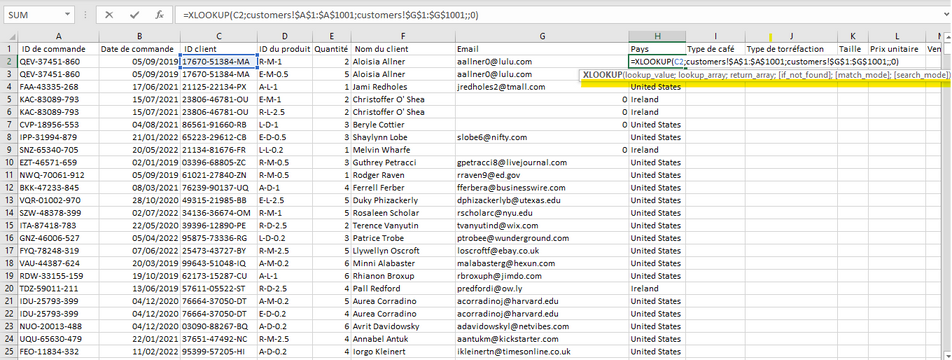 SUM =XLOOKUP(C2;customers!$A$1:$A$1001;customers!$G$1:$G$1001;;0)
A B C D E F G H I J K L M
1 ID de commande Date de commande ID client ID du produit Quantité Nom du client Email Pays Type de café Type de torréfaction Taille Prix unitaire Ven
2 QEV-37451-860 05/09/2019 17670-51384-MA R-M-1 2 Aloisia Allner aallner0@lulu.com =XLOOKUP(C2;customers!$A$1:$A$1001;customers!$G$1:$G$1001;;0)
3 QEV-37451-860 05/09/2019 17670-51384-MA E-M-0.5 5 Aloisia Allner aallner0@lulu.com XLOOKUP(lookup_value; lookup_array; return_array; [if_not_found]; [match_mode]; [search_mode])
4 FAA-43335-268 17/06/2021 21125-22134-PX A-L-1 1 Jami Redholes jredholes2@tmall.com United States
5 KAC-83089-793 15/07/2021 23806-46781-OU E-M-1 2 Christoffer O' Shea 0 Ireland
6 KAC-83089-793 15/07/2021 23806-46781-OU R-L-2.5 2 Christoffer O' Shea 0 Ireland
7 CVP-18956-553 04/08/2021 86561-91660-RB L-D-1 3 Beryle Cottier 0 United States
8 IPP-31994-879 21/01/2022 65223-29612-CB E-D-0.5 3 Shaylynn Lobe slobe6@nifty.com United States
9 SNZ-65340-705 20/05/2022 21134-81676-FR L-L-0.2 1 Melvin Wharfe 0 Ireland
10 EZT-46571-659 02/01/2019 03396-68805-ZC R-M-0.5 3 Guthrey Petracci gpetracci8@livejournal.com United States
11 NWQ-70061-912 05/09/2019 61021-27840-ZN R-M-0.5 1 Rodger Raven rraven9@ed.gov United States
12 BKK-47233-845 08/03/2021 76239-90137-UQ A-D-1 4 Ferrell Ferber fferbera@businesswire.com United States
13 VQR-01002-970 28/10/2020 49315-21985-BB E-L-2.5 5 Duky Phizackerly dphizackerlyb@utexas.edu United States
14 SZW-48378-399 02/07/2022 34136-36674-OM R-M-1 5 Rosaleen Scholar rscholarc@nyu.edu United States
15 ITA-87418-783 22/05/2020 39396-12890-PE R-D-2.5 2 Terence Vanyutin tvanyutind@wix.com United States
16 GNZ-46006-527 05/04/2022 95875-73336-RG L-D-0.2 3 Patrice Trobe ptrobee@wunderground.com United States
17 FYQ-78248-319 07/06/2022 25473-43727-BY R-M-2.5 5 Llywellyn Oscroft loscroftf@ebay.co.uk United States
18 VAU-44387-624 20/03/2019 99643-51048-IQ A-M-0.2 6 Minni Alabaster malabasterg@hexun.com United States
19 RDW-33155-159 19/10/2019 62173-15287-CU A-L-1 6 Rhianon Broxup rbroxuph@jimdo.com United States
20 TDZ-59011-211 13/06/2019 57611-05522-ST R-D-2.5 4 Pall Redford predfordi@ow.ly Ireland
21 IDU-25793-399 04/12/2020 76664-37050-DT A-M-0.2 5 Aurea Corradino acorradinoj@harvard.edu United States
22 IDU-25793-399 04/12/2020 76664-37050-DT E-D-0.2 4 Aurea Corradino acorradinoj@harvard.edu United States
23 NUO-20013-488 04/12/2020 03090-88267-BQ A-D-0.2 6 Avrit Davidowsky adavidowskyl@netvibes.com United States
24 UQU-65630-479 22/01/2021 37651-47492-NC R-M-2.5 4 Annabel Antuk aantukm@kickstarter.com United States
25 FEO-11834-332 11/02/2022 95399-57205-HI A-D-0.2 4 Iorgo Kleinert ikleinertn@timesonline.co.uk United States